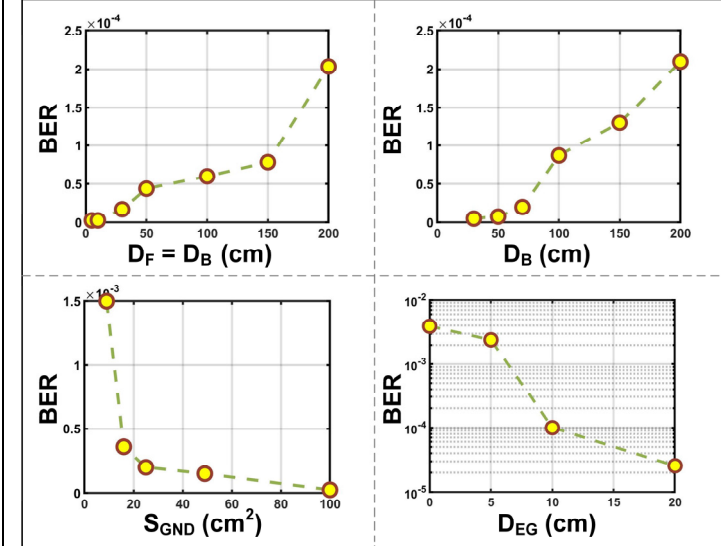 ×10⁻⁴
2.5
2
1.5
1
0.5
0
BER
0 50 100 150 200
D_F = D_B (cm)
×10⁻⁴
2.5
2
1.5
1
0.5
0
BER
0 50 100 150 200
D_B (cm)
×10⁻³
1.5
1
0.5
0
BER
0 20 40 60 80 100
S_GND (cm²)
10⁻²
10⁻³
10⁻⁴
10⁻⁵
BER
0 5 10 15 20
D_EG (cm)